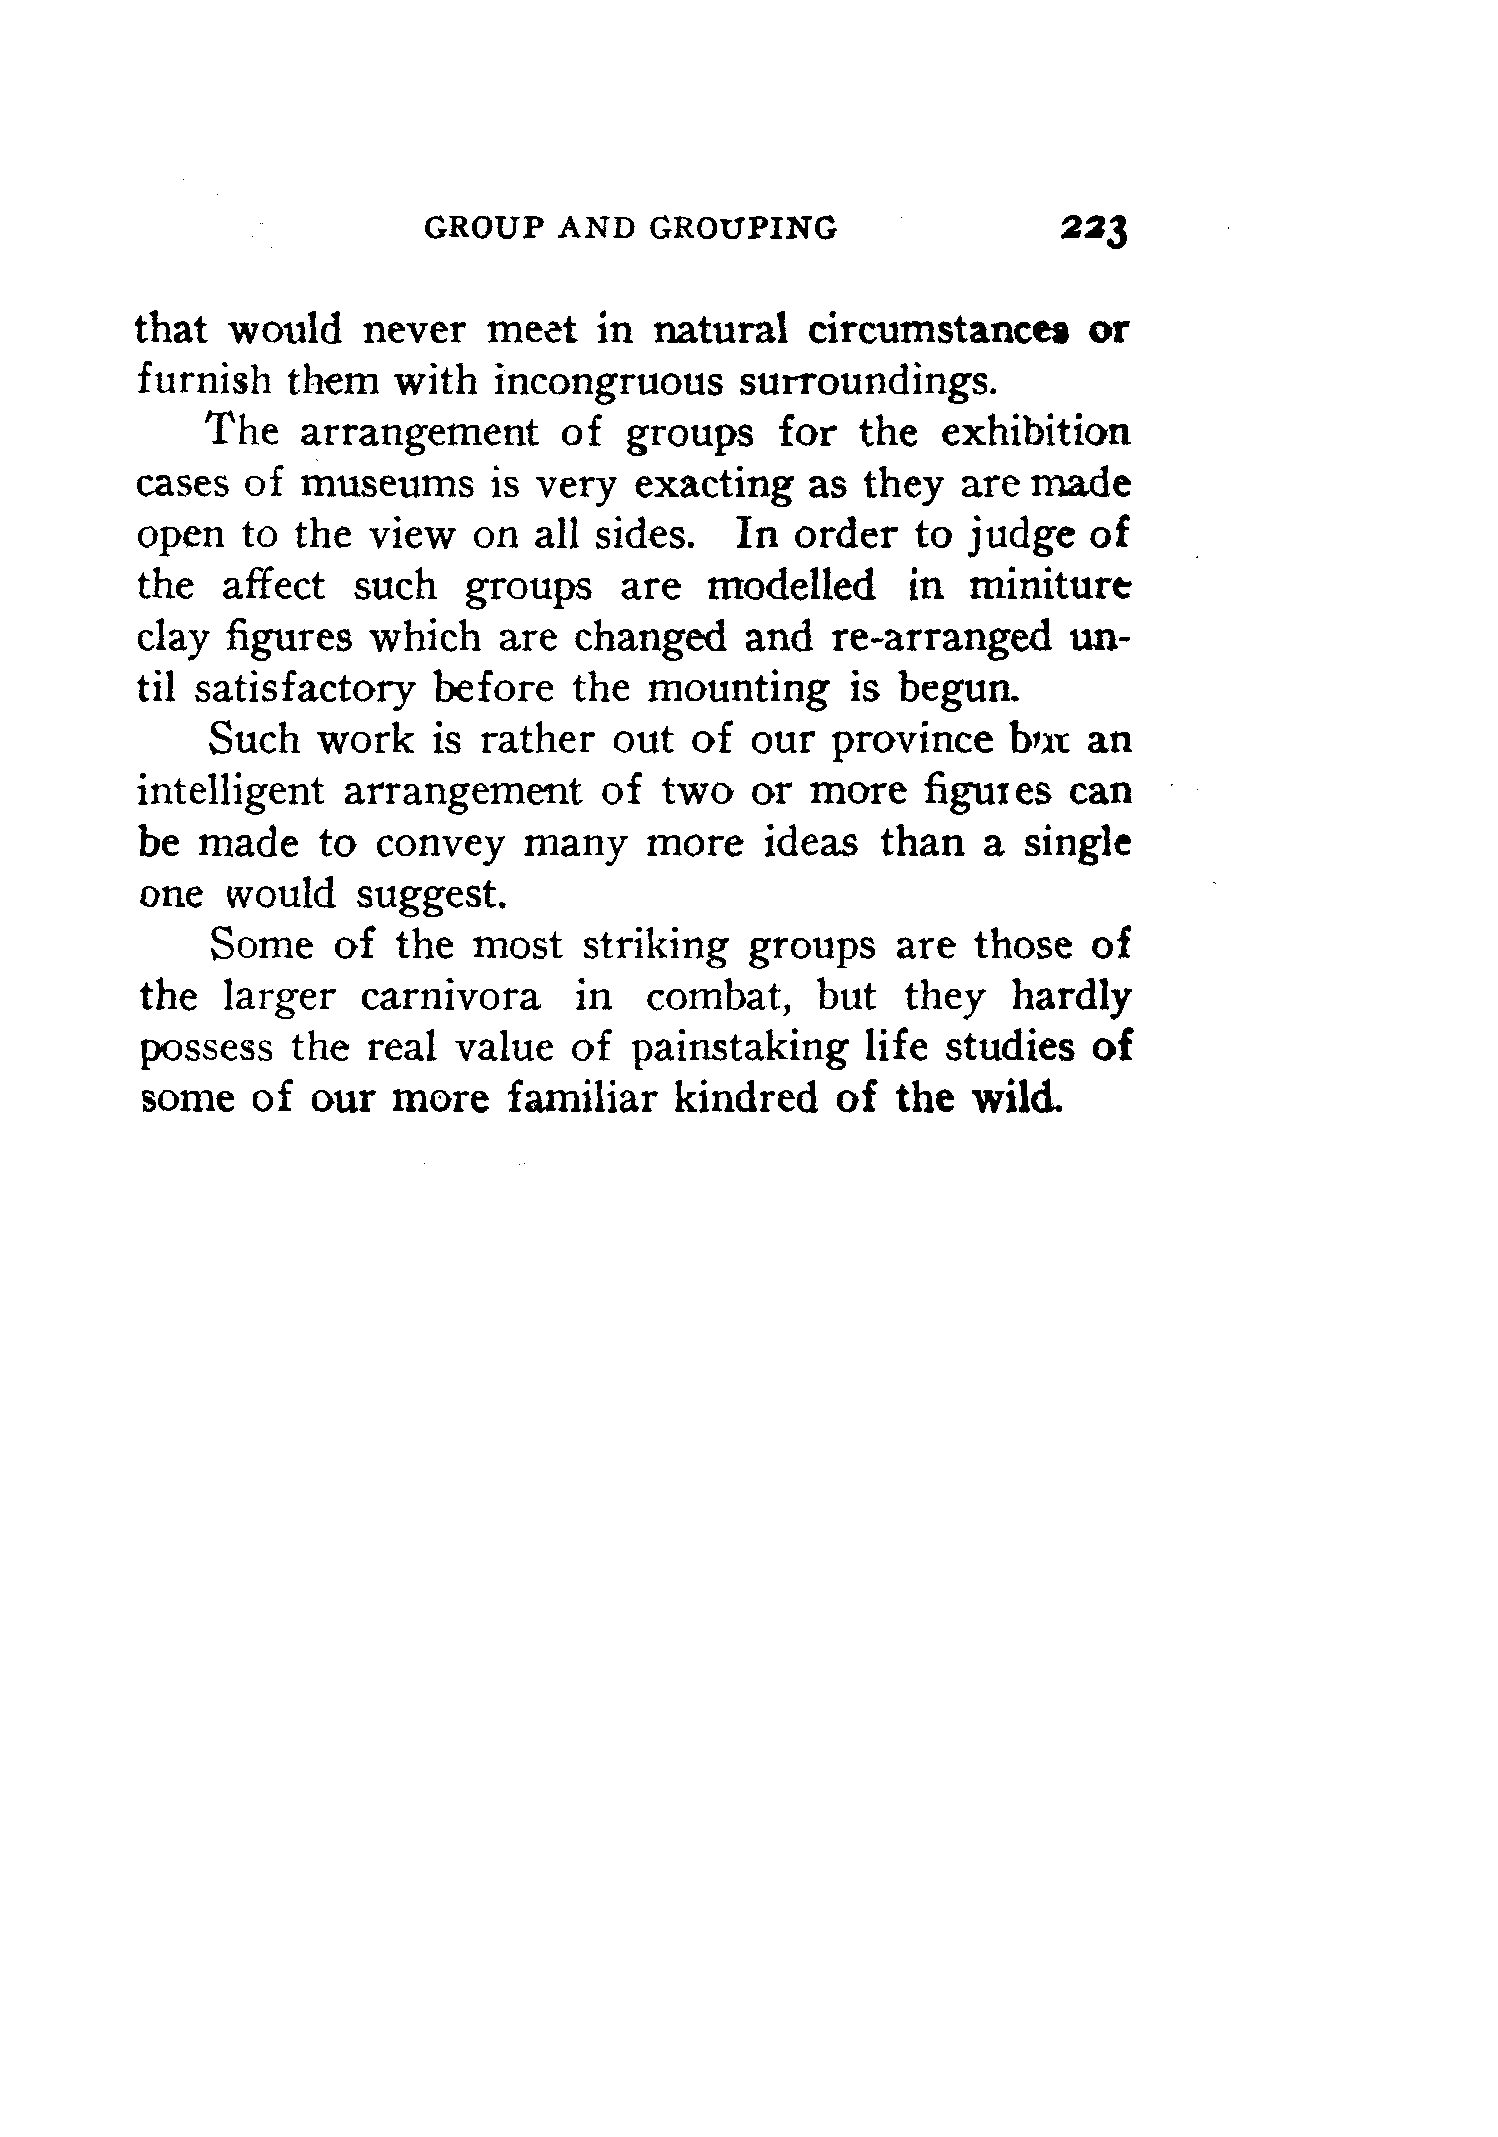 GROUP AND GROUPING 223
that would never meet in natural circumstances or
furnish them with incongruous surroundings.
The arrangement of groups for the exhibition
cases of museums is very exacting as they are made
open to the view on all sides. In order to judge of
the affect such groups are modelled in miniture
clay figures which are changed and re-arranged un-
til satisfactory before the mounting is begun.
Such work is rather out of our province but an
intelligent arrangement of two or more figures can
be made to convey many more ideas than a single
one would suggest.
Some of the most striking groups are those of
the larger carnivora in combat, but they hardly
possess the real value of painstaking life studies of
some of our more familiar kindred of the wild.